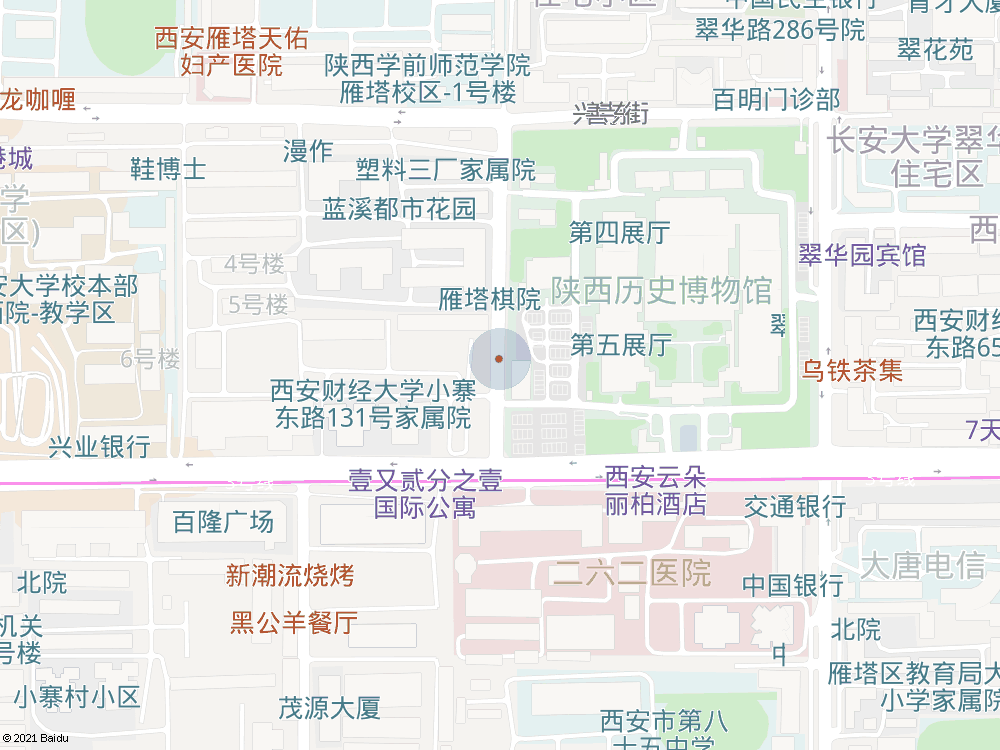 中国民生银行
翠华路286号院
翠花苑
西安雁塔天佑
妇产医院
陕西学前师范学院
雁塔校区-1号楼
龙咖喱
百明门诊部
兴善寺东街
长安大学翠华
住宅区
港城
鞋博士
漫作
塑料三厂家属院
学
区)
蓝溪都市花园
第四展厅
西
翠华园宾馆
4号楼
5号楼
安大学校本部
西院-教学区
雁塔棋院
陕西历史博物馆
翠
6号楼
第五展厅
西安财经
东路65
乌铁茶集
西安财经大学小寨
东路131号家属院
兴业银行
7天
壹又贰分之壹
国际公寓
西安云朵
丽柏酒店
3号线
交通银行
百隆广场
北院
新潮流烧烤
二六二医院
中国银行
大唐电信
机关
号楼
黑公羊餐厅
北院
雁塔区教育局大
小学家属院
小寨村小区
茂源大厦
西安市第八
十五中学
© 2021 Baidu